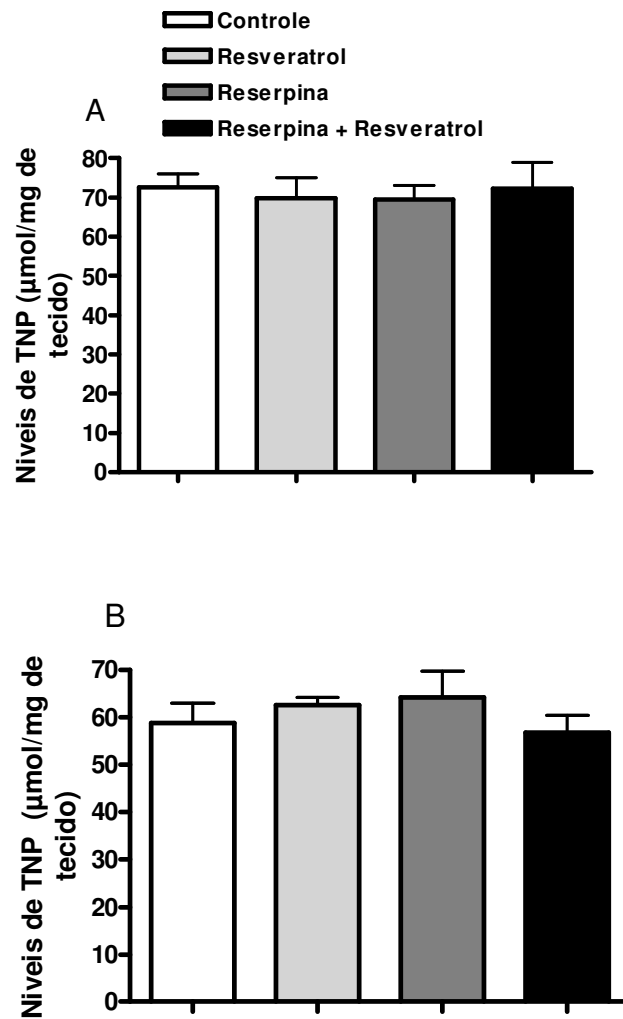 Controle
Resveratrol
Reserpina
Reserpina + Resveratrol
A
Niveis de TNP (µmol/mg de
tecido)
80
70
60
50
40
30
20
10
0
B
Niveis de TNP (µmol/mg de
tecido)
70
60
50
40
30
20
10
0